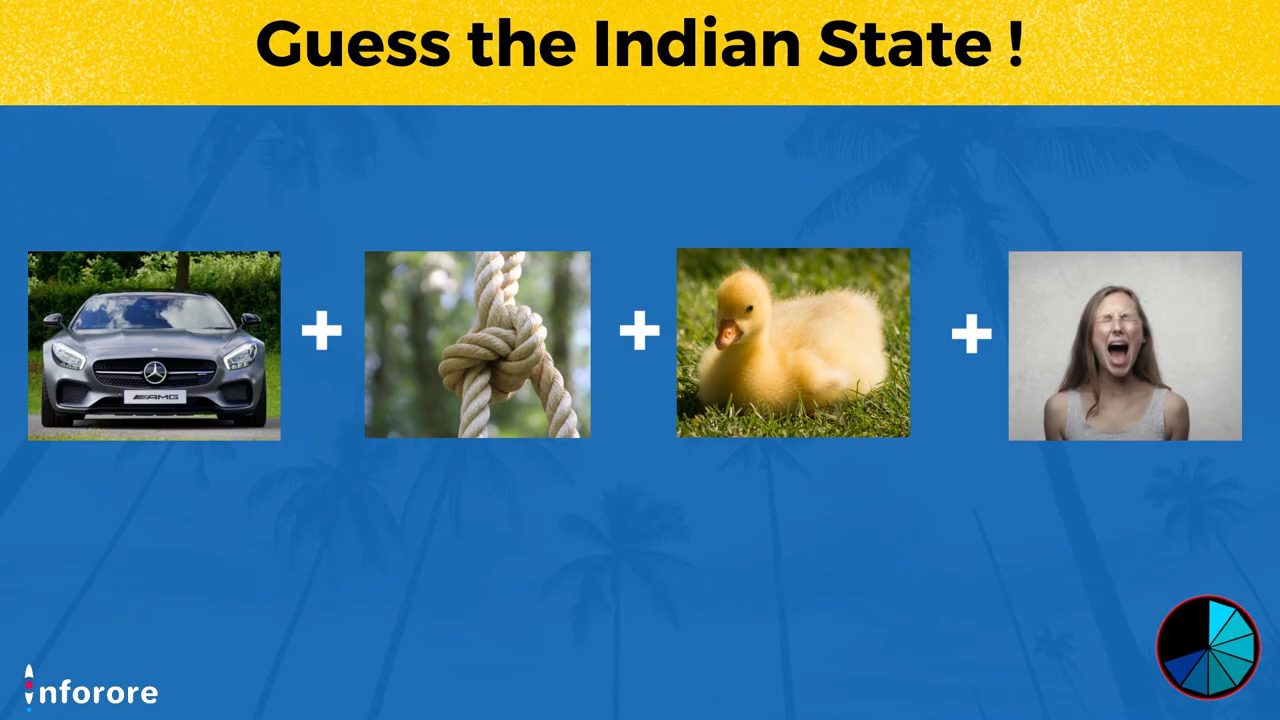 Guess the Indian State !
AMG
+ + +
Inforore